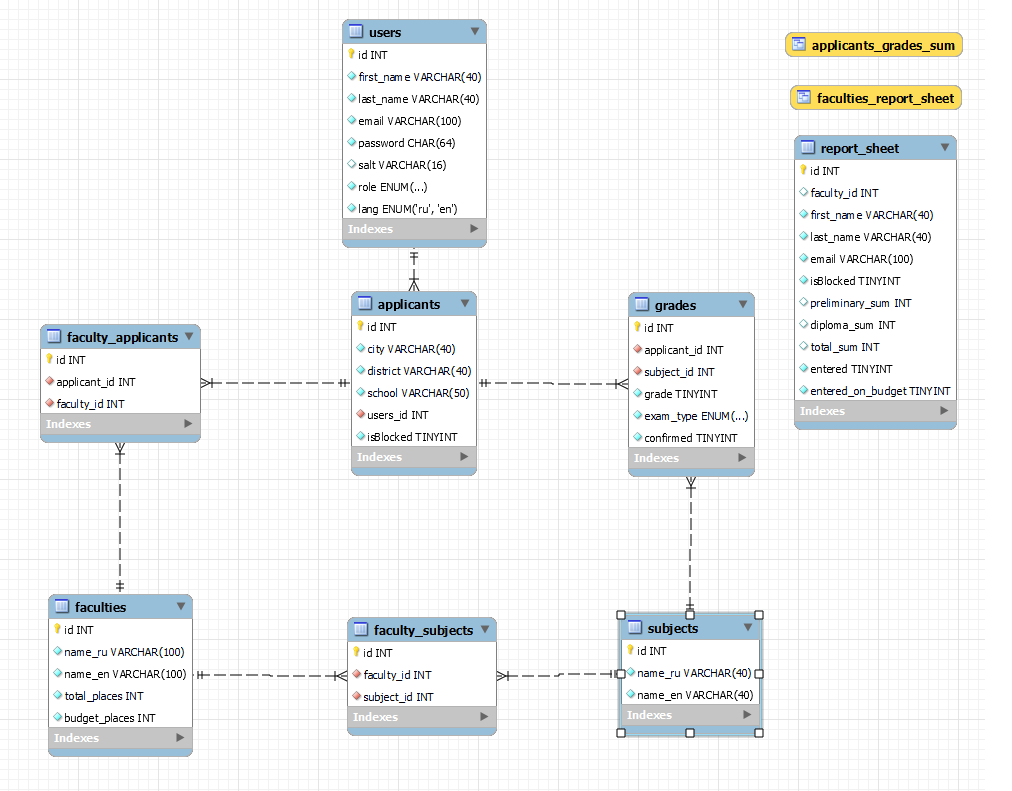 users
id INT
first_name VARCHAR(40)
last_name VARCHAR(40)
email VARCHAR(100)
password CHAR(64)
salt VARCHAR(16)
role ENUM(...)
lang ENUM('ru', 'en')
Indexes
applicants_grades_sum
faculties_report_sheet
report_sheet
id INT
faculty_id INT
first_name VARCHAR(40)
last_name VARCHAR(40)
email VARCHAR(100)
isBlocked TINYINT
preliminary_sum INT
diploma_sum INT
total_sum INT
entered TINYINT
entered_on_budget TINYINT
Indexes
faculty_applicants
id INT
applicant_id INT
faculty_id INT
Indexes
applicants
id INT
city VARCHAR(40)
district VARCHAR(40)
school VARCHAR(50)
users_id INT
isBlocked TINYINT
Indexes
grades
id INT
applicant_id INT
subject_id INT
grade TINYINT
exam_type ENUM(...)
confirmed TINYINT
Indexes
faculties
id INT
name_ru VARCHAR(100)
name_en VARCHAR(100)
total_places INT
budget_places INT
Indexes
faculty_subjects
id INT
faculty_id INT
subject_id INT
Indexes
subjects
id INT
name_ru VARCHAR(40)
name_en VARCHAR(40)
Indexes